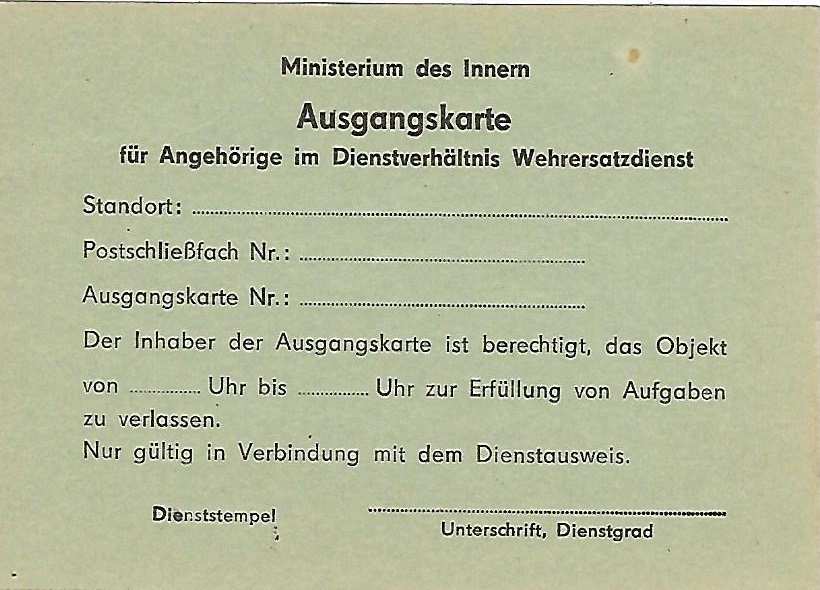 Ministerium des Innern
Ausgangskarte
für Angehörige im Dienstverhältnis Wehrersatzdienst
Standort: ........................................
Postschließfach Nr.: ........................................
Ausgangskarte Nr.: ........................................
Der Inhaber der Ausgangskarte ist berechtigt, das Objekt
von ............... Uhr bis ............... Uhr zur Erfüllung von Aufgaben
zu verlassen.
Nur gültig in Verbindung mit dem Dienstausweis.
Dienststempel
Unterschrift, Dienstgrad